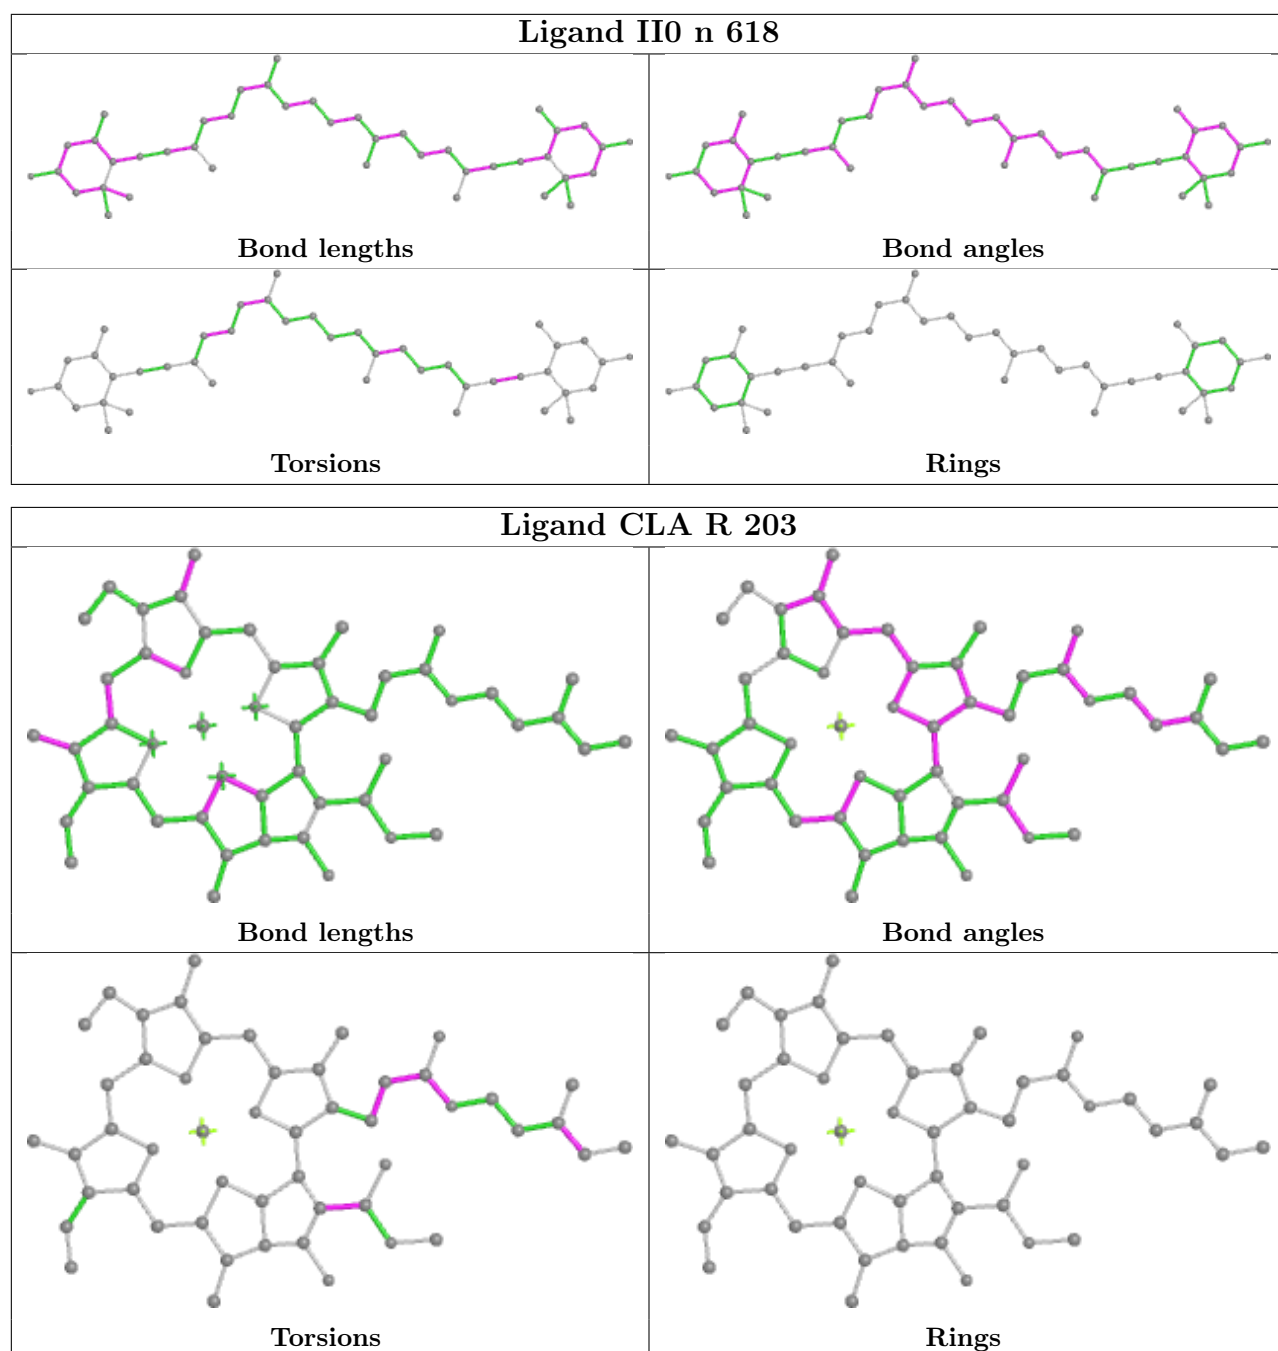 Ligand II0 n 618
Bond lengths
Bond angles
Torsions
Rings
Ligand CLA R 203
Bond lengths
Bond angles
Torsions
Rings